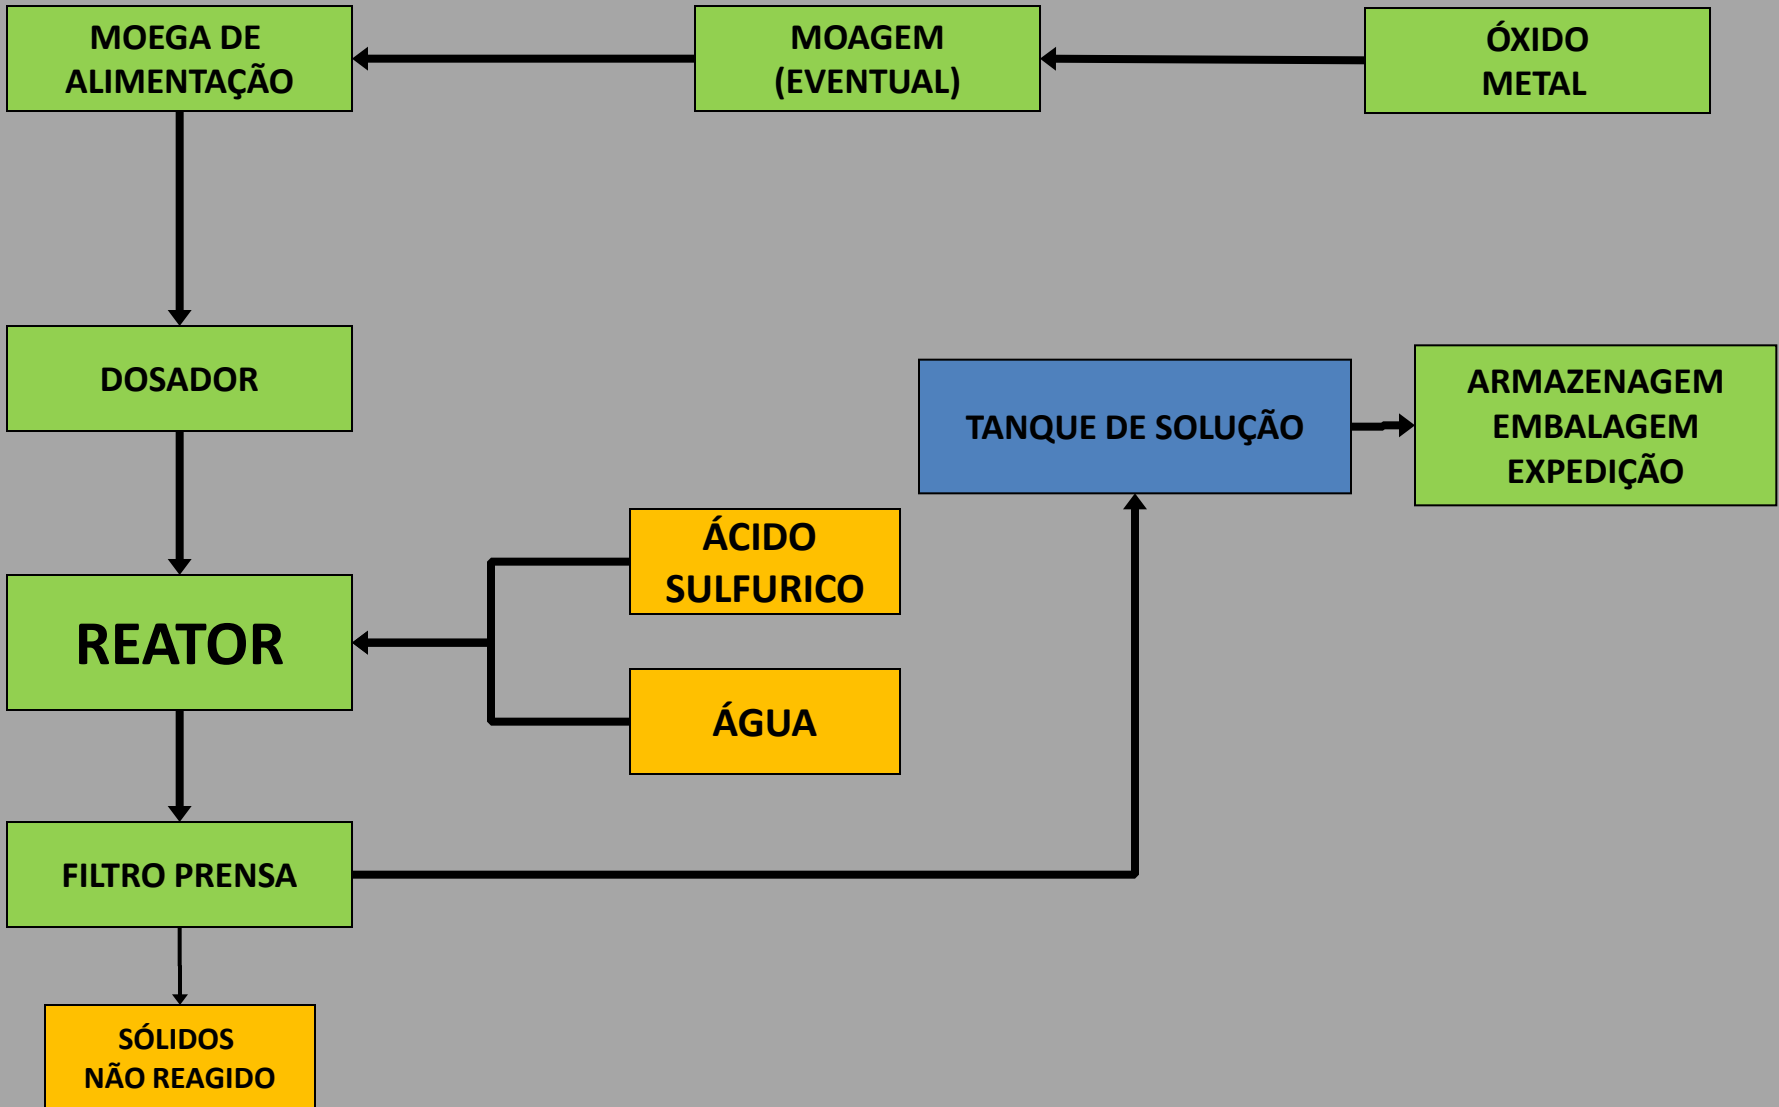 MOEGA DE
ALIMENTAÇÃO
MOAGEM
(EVENTUAL)
ÓXIDO
METAL
DOSADOR
TANQUE DE SOLUÇÃO
ARMAZENAGEM
EMBALAGEM
EXPEDIÇÃO
ÁCIDO
SULFURICO
REATOR
ÁGUA
FILTRO PRENSA
SÓLIDOS
NÃO REAGIDO